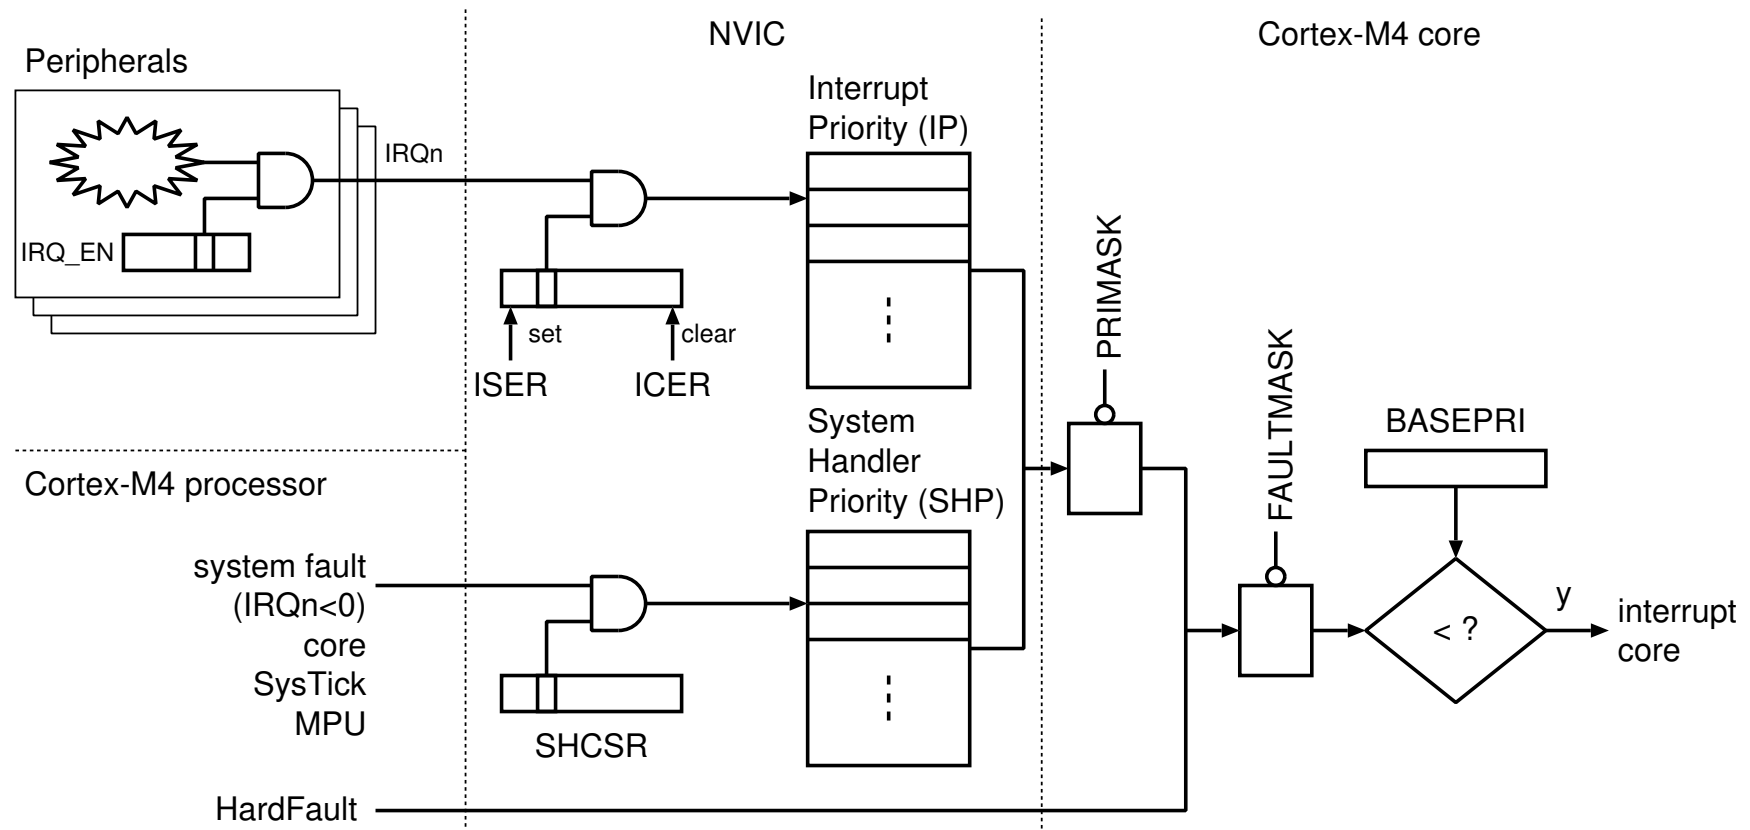 NVIC
Cortex-M4 core
Peripherals
Interrupt
Priority (IP)
IRQn
IRQ_EN
set
clear
ISER
ICER
PRIMASK
FAULTMASK
BASEPRI
System
Handler
Priority (SHP)
Cortex-M4 processor
system fault
(IRQn<0)
core
SysTick
MPU
SHCSR
HardFault
< ?
y
interrupt
core